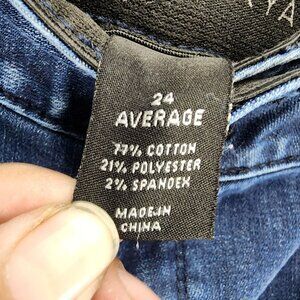 24
AVERAGE
77% COTTON
21% POLYESTER
2% SPANDEX
MADE IN
CHINA